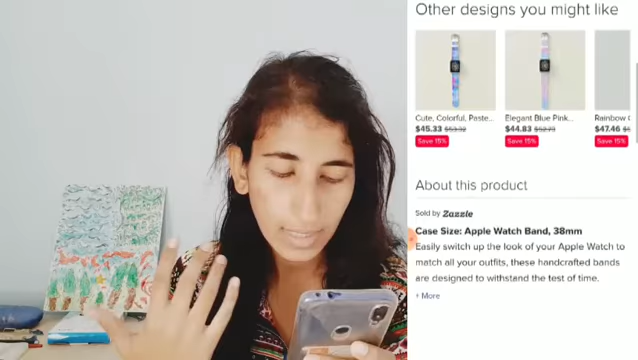 Other designs you might like
Cute, Colorful, Paste...
Elegant Blue Pink...
Rainbow C
$45.33 $53.32
$44.83 $52.73
$47.46
Save 15%
Save 15%
Save 15%
About this product
Sold by Zazzle
Case Size: Apple Watch Band, 38mm
Easily switch up the look of your Apple Watch to
match all your outfits, these handcrafted bands
are designed to withstand the test of time.
+ More